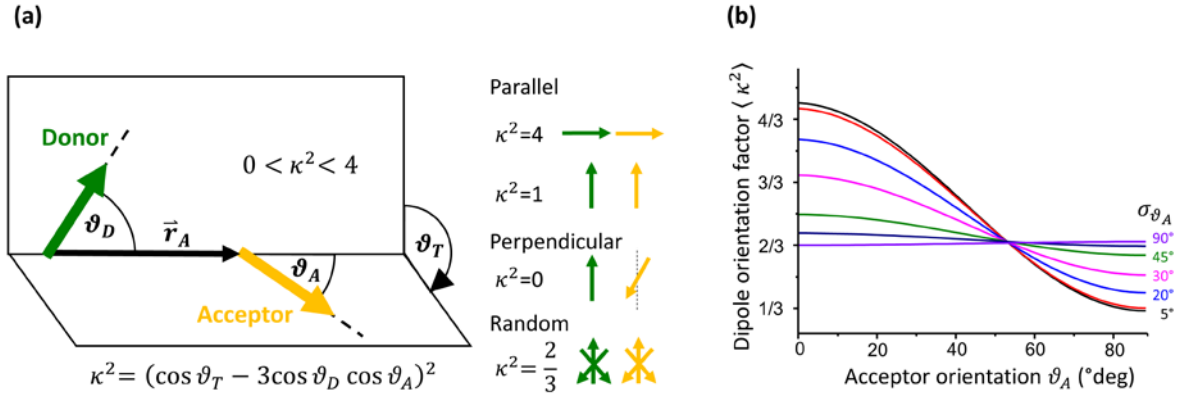 (a)
Donor
0 < κ² < 4
ϑ_D
r⃗_A
ϑ_A
ϑ_T
Acceptor
κ² = (cos ϑ_T − 3cos ϑ_D cos ϑ_A)²
Parallel
κ²=4
κ²=1
Perpendicular
κ²=0
Random
κ² = 2/3
(b)
Dipole orientation factor ⟨ κ² ⟩
4/3
3/3
2/3
1/3
0 20 40 60 80
Acceptor orientation ϑ_A (°deg)
σ_ϑ_A
90°
45°
30°
20°
5°